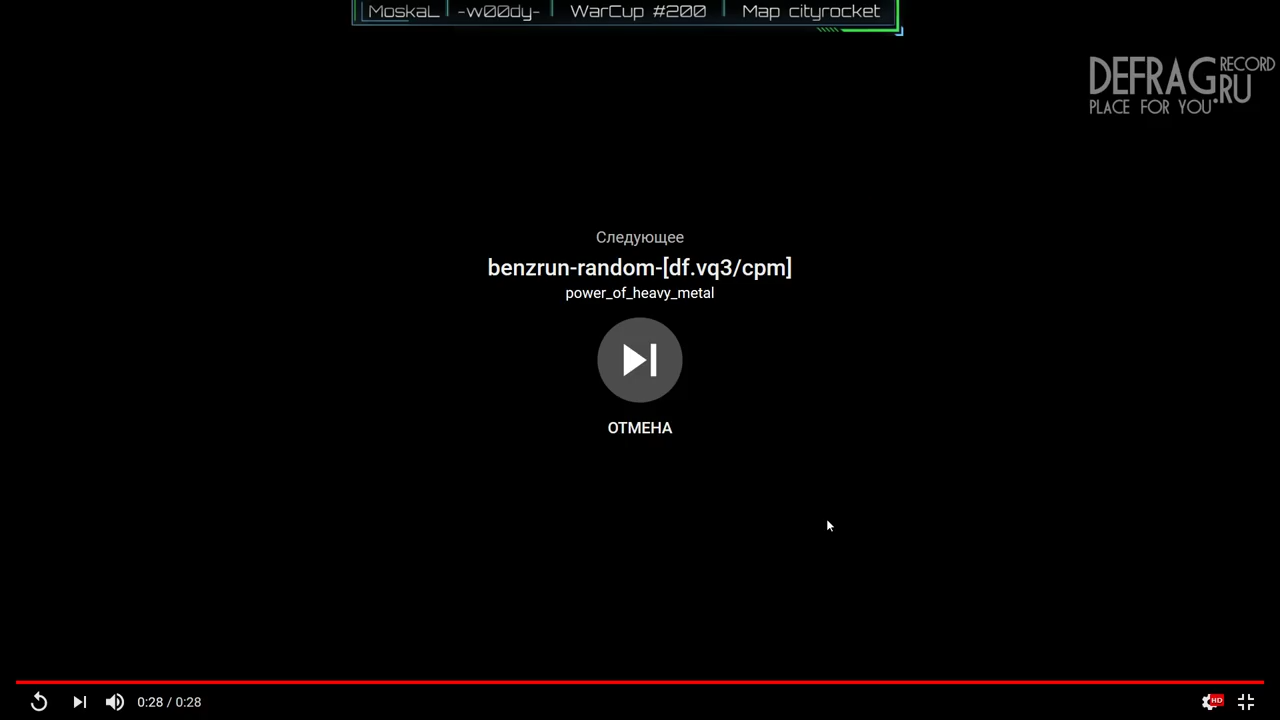 MoskaL -w00dy- WarCup #200 Map cityrocket
DEFRAG RECORD .RU
PLACE FOR YOU
Следующее
benzrun-random-[df.vq3/cpm]
power_of_heavy_metal
ОТМЕНА
0:28 / 0:28
HD